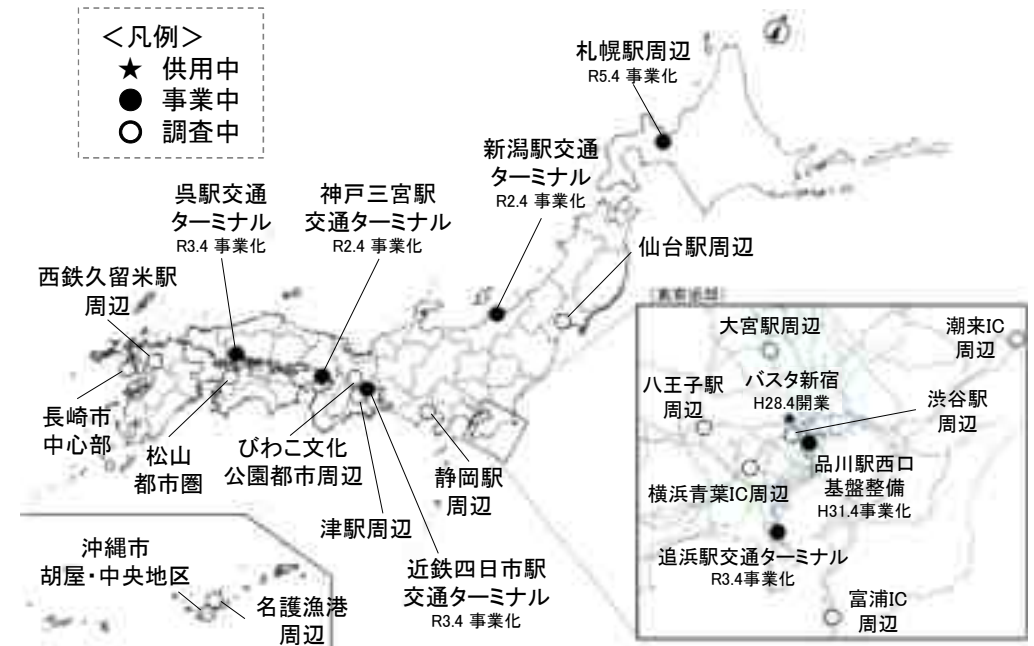 <凡例>
★ 供用中
● 事業中
○ 調査中
札幌駅周辺
R5.4 事業化
新潟駅交通
ターミナル
R2.4 事業化
呉駅交通
ターミナル
R3.4 事業化
神戸三宮駅
交通ターミナル
R2.4 事業化
仙台駅周辺
西鉄久留米駅
周辺
長崎市
中心部
松山
都市圏
びわこ文化
公園都市周辺
津駅周辺
静岡駅
周辺
近鉄四日市駅
交通ターミナル
R3.4 事業化
沖縄市
胡屋・中央地区
名護漁港
周辺
大宮駅周辺
潮来IC
周辺
八王子駅
周辺
バスタ新宿
H28.4開業
渋谷駅
周辺
品川駅西口
基盤整備
H31.4事業化
横浜青葉IC周辺
追浜駅交通ターミナル
R3.4事業化
富浦IC
周辺